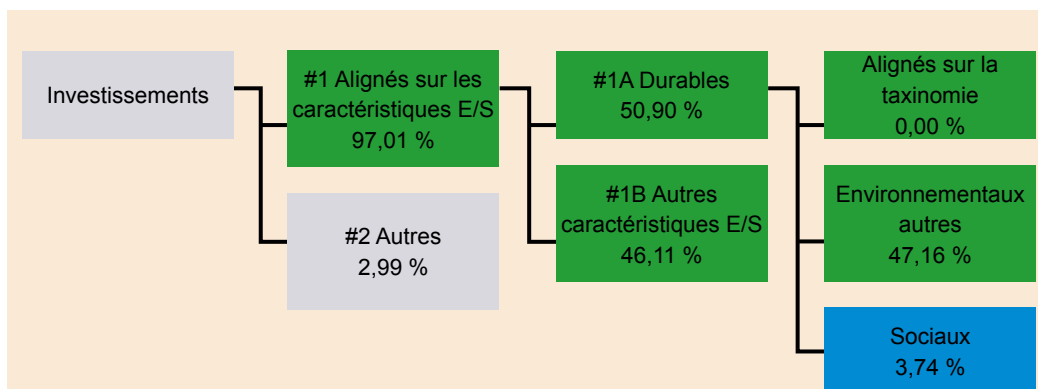 Investissements
#1 Alignés sur les
caractéristiques E/S
97,01 %
#2 Autres
2,99 %
#1A Durables
50,90 %
#1B Autres
caractéristiques E/S
46,11 %
Alignés sur la
taxinomie
0,00 %
Environnementaux
autres
47,16 %
Sociaux
3,74 %